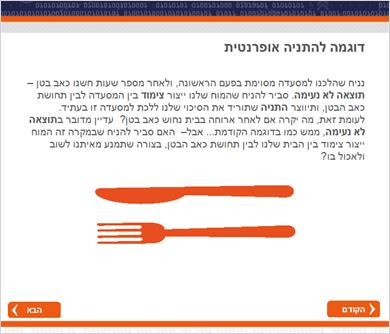 דוגמה להתניה אופרנטית
נניח שהלכנו למסעדה מסוימת בפעם הראשונה, ולאחר מספר שעות חשנו כאב בטן –
תוצאה לא נעימה. סביר להניח שהמוח שלנו ייצור צימוד בין המסעדה לבין תחושת
כאב הבטן, ותיווצר התניה שתוריד את הסיכוי שלנו ללכת למסעדה זו בעתיד.
לעומת זאת, מה יקרה אם לאחר ארוחה בבית נחוש כאב בטן? עדיין מדובר בתוצאה
לא נעימה, ממש כמו בדוגמה הקודמת... אבל– האם סביר להניח שבמקרה זה המוח
ייצור צימוד בין הבית שלנו לבין תחושת כאב הבטן, בצורה שתמנע מאיתנו לשוב
ולאכול בו?
הקודם
הבא